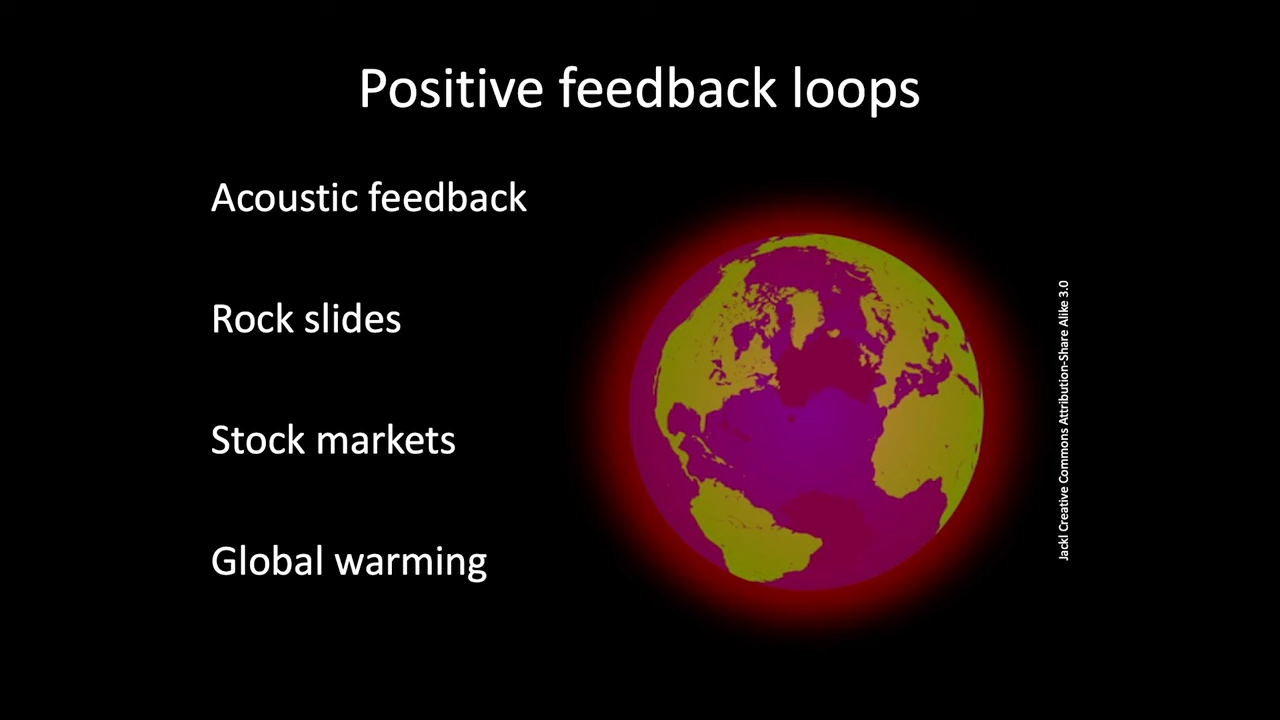 Positive feedback loops
Acoustic feedback
Rock slides
Stock markets
Global warming
Jackl Creative Commons Attribution-Share Alike 3.0